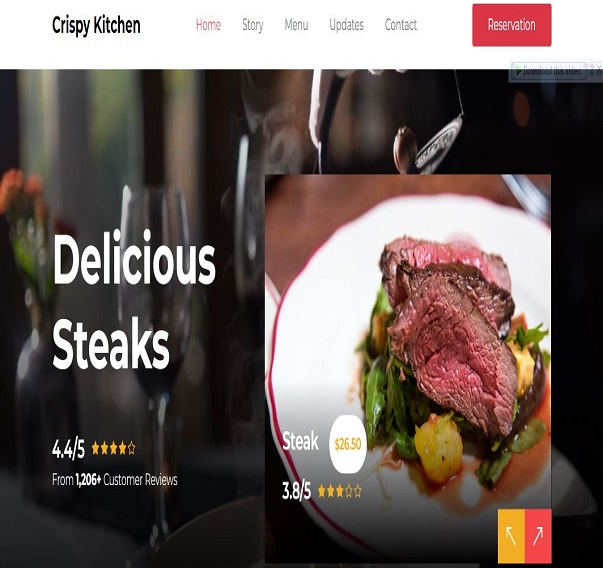 Crispy Kitchen
Home Story Menu Updates Contact
Reservation
Download this video
Delicious
Steaks
4.4/5
From 1,206+ Customer Reviews
Steak $26.50
3.8/5